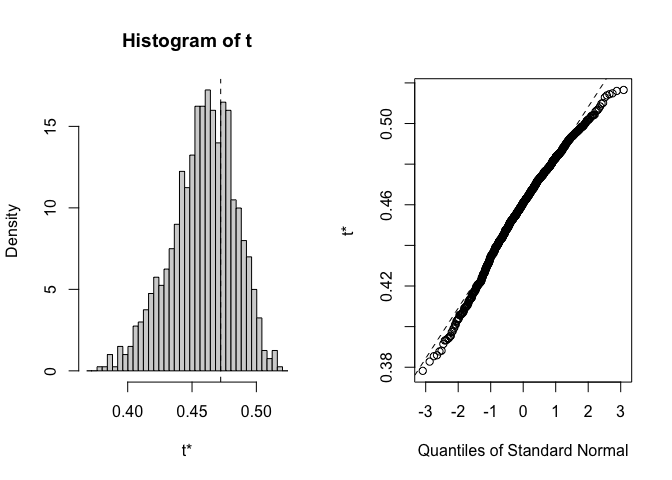 Histogram of t
Density
0
5
10
15
0.40 0.45 0.50
t*
t*
0.38 0.42 0.46 0.50
-3 -2 -1 0 1 2 3
Quantiles of Standard Normal